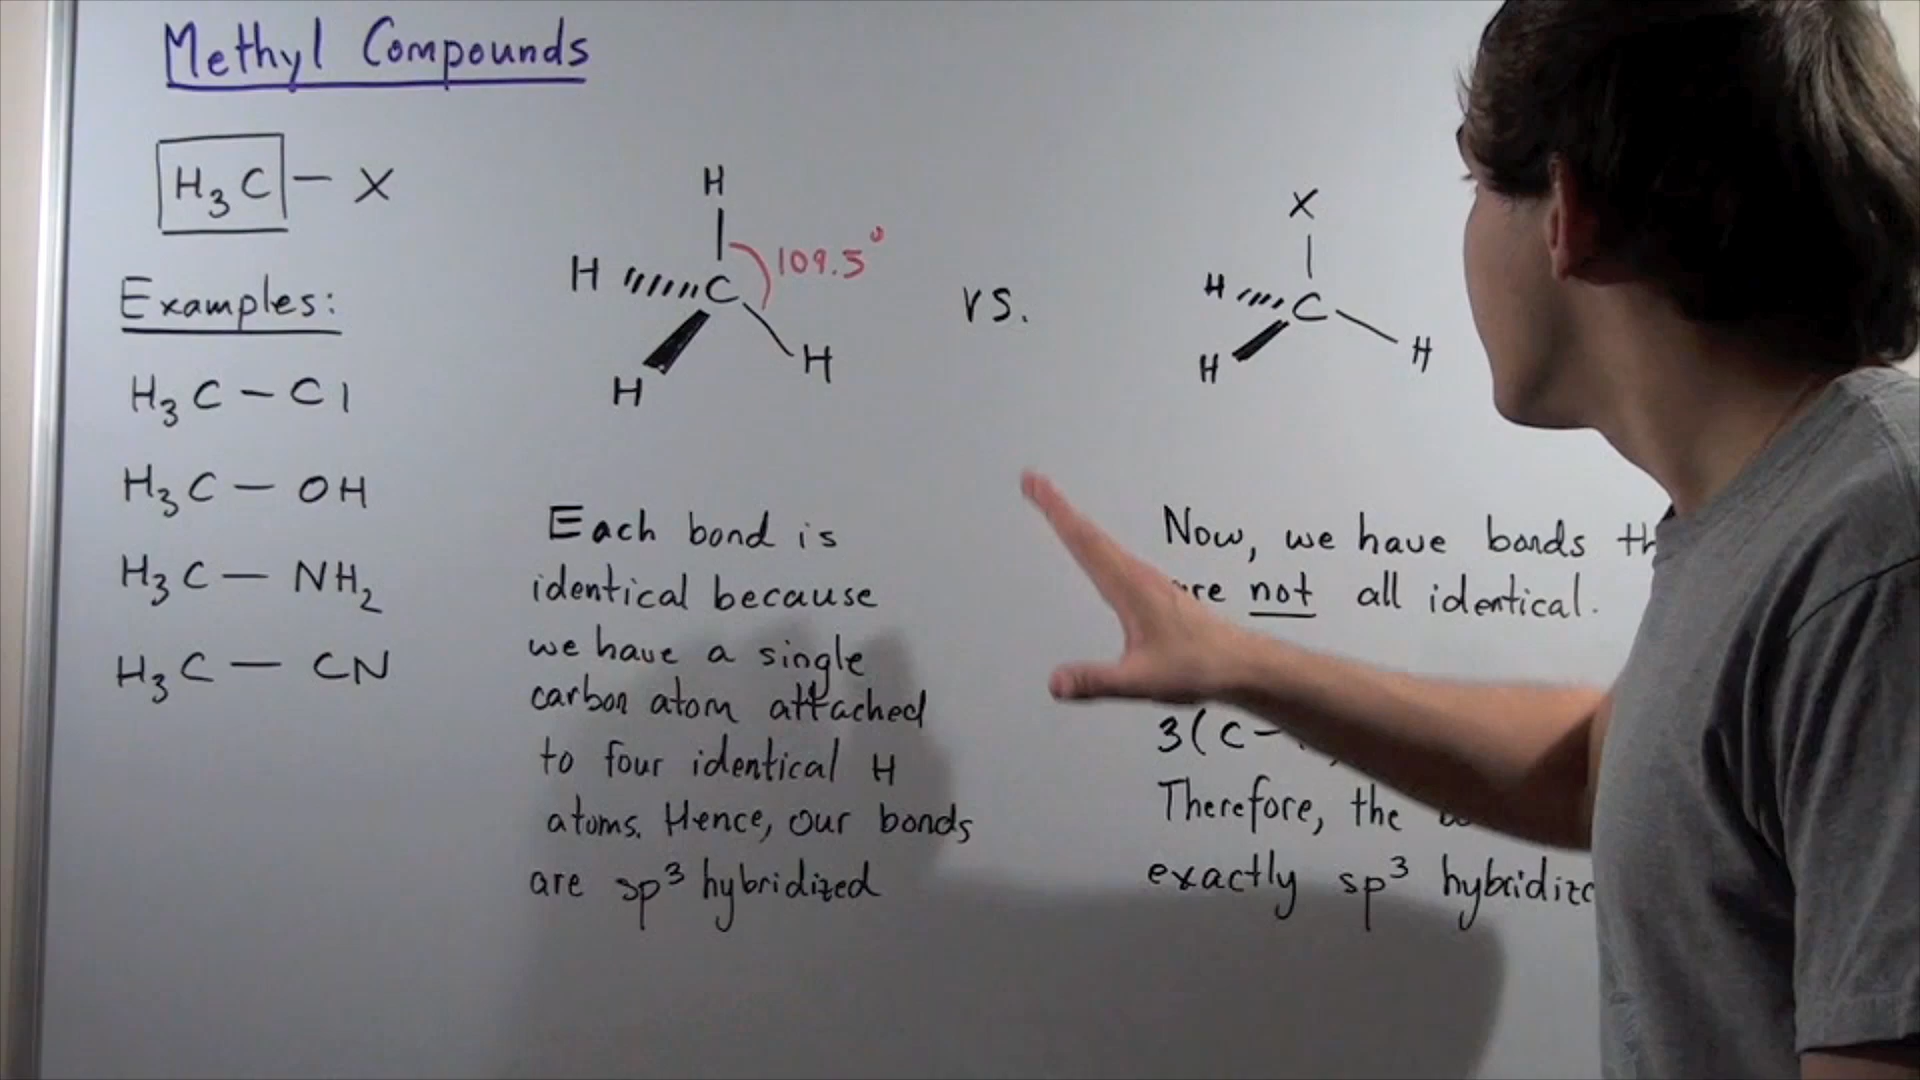 Methyl Compounds
H3C — X
Examples:
H3C — Cl
H3C — OH
H3C — NH2
H3C — CN
H
H C 109.5°
H H
vs.
X
H C
H H
Each bond is
identical because
we have a single
carbon atom attached
to four identical H
atoms. Hence, our bonds
are sp3 hybridized
Now, we have bonds
not all identical.
3(C-
Therefore, the
exactly sp3